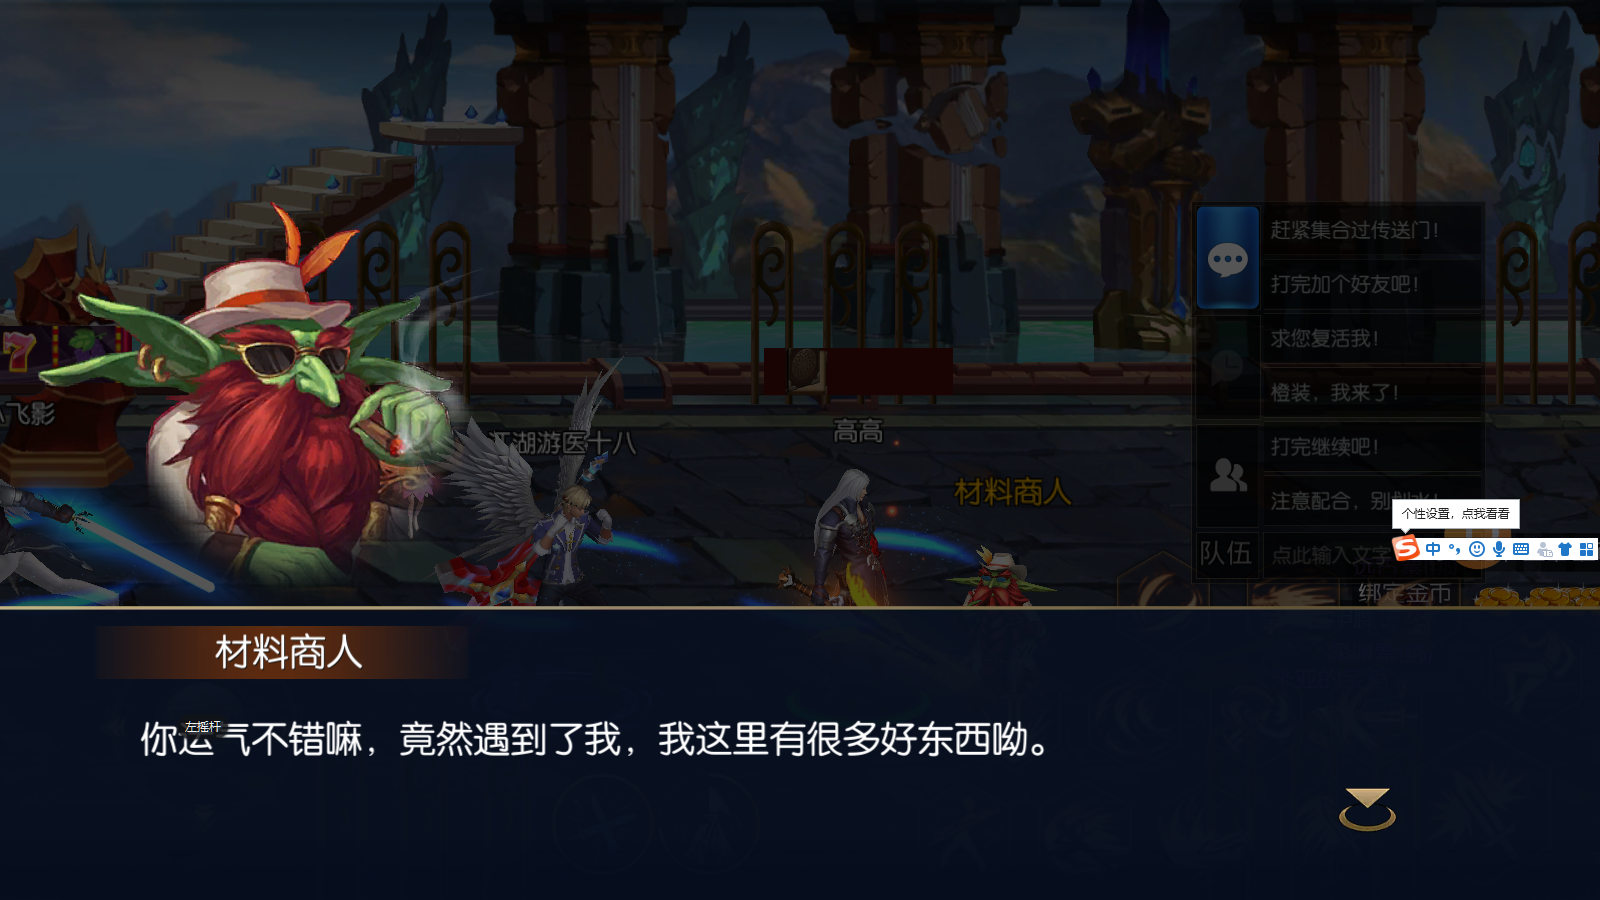 赶紧集合过传送门！
打完加个好友吧！
求您复活我！
橙装，我来了！
打完继续吧！
注意配合，别划水！
个性设置，点我看看
中
队伍
点此输入文字
绑定金币
7
飞影
江湖游医十八
高高
材料商人
材料商人
左摇杆
你运气不错嘛，竟然遇到了我，我这里有很多好东西呦。